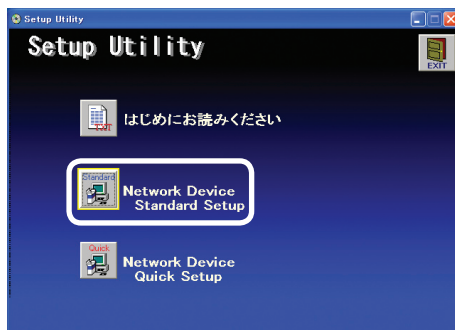 Setup Utility
Setup Utility
EXIT
TXT
はじめにお読みください
Standard
Network Device
Standard Setup
Quick
Network Device
Quick Setup